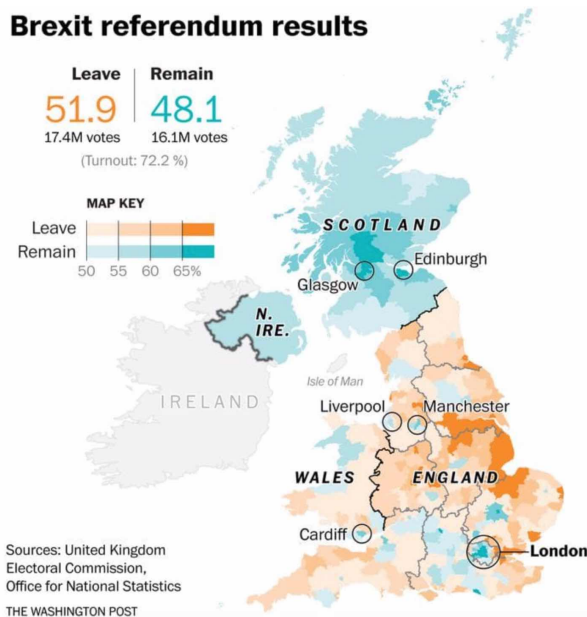 Brexit referendum results
Leave
Remain
51.9
48.1
17.4M votes
16.1M votes
(Turnout: 72.2 %)
MAP KEY
Leave
Remain
50 55 60 65%
SCOTLAND
Edinburgh
Glasgow
N.
IRE.
Isle of Man
IRELAND
Liverpool
Manchester
WALES
ENGLAND
Cardiff
London
Sources: United Kingdom
Electoral Commission,
Office for National Statistics
THE WASHINGTON POST